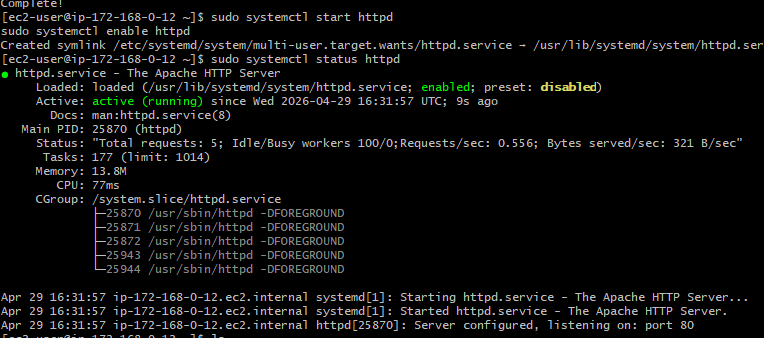 Complete!
[ec2-user@ip-172-168-0-12 ~]$ sudo systemctl start httpd
sudo systemctl enable httpd
Created symlink /etc/systemd/system/multi-user.target.wants/httpd.service → /usr/lib/systemd/system/httpd.ser
[ec2-user@ip-172-168-0-12 ~]$ sudo systemctl status httpd
● httpd.service - The Apache HTTP Server
Loaded: loaded (/usr/lib/systemd/system/httpd.service; enabled; preset: disabled)
Active: active (running) since Wed 2026-04-29 16:31:57 UTC; 9s ago
Docs: man:httpd.service(8)
Main PID: 25870 (httpd)
Status: "Total requests: 5; Idle/Busy workers 100/0;Requests/sec: 0.556; Bytes served/sec: 321 B/sec"
Tasks: 177 (limit: 1014)
Memory: 13.8M
CPU: 77ms
CGroup: /system.slice/httpd.service
├─25870 /usr/sbin/httpd -DFOREGROUND
├─25871 /usr/sbin/httpd -DFOREGROUND
├─25872 /usr/sbin/httpd -DFOREGROUND
├─25943 /usr/sbin/httpd -DFOREGROUND
└─25944 /usr/sbin/httpd -DFOREGROUND
Apr 29 16:31:57 ip-172-168-0-12.ec2.internal systemd[1]: Starting httpd.service - The Apache HTTP Server...
Apr 29 16:31:57 ip-172-168-0-12.ec2.internal systemd[1]: Started httpd.service - The Apache HTTP Server.
Apr 29 16:31:57 ip-172-168-0-12.ec2.internal httpd[25870]: Server configured, listening on: port 80
[ec2-user@ip-172-168-0-12 ~]$ ls